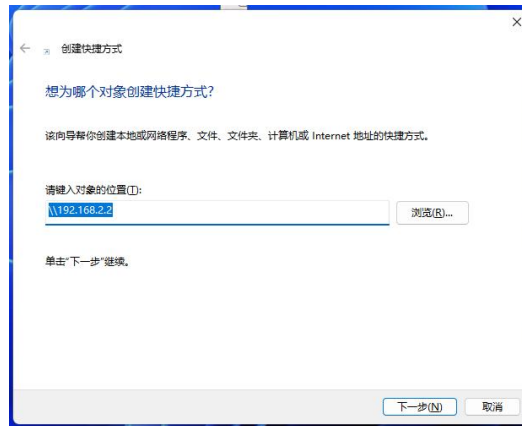 创建快捷方式
想为哪个对象创建快捷方式?
该向导帮你创建本地或网络程序、文件、文件夹、计算机或 Internet 地址的快捷方式。
请键入对象的位置(T):
\\192.168.2.2
浏览(R)...
单击“下一步”继续。
下一步(N)
取消